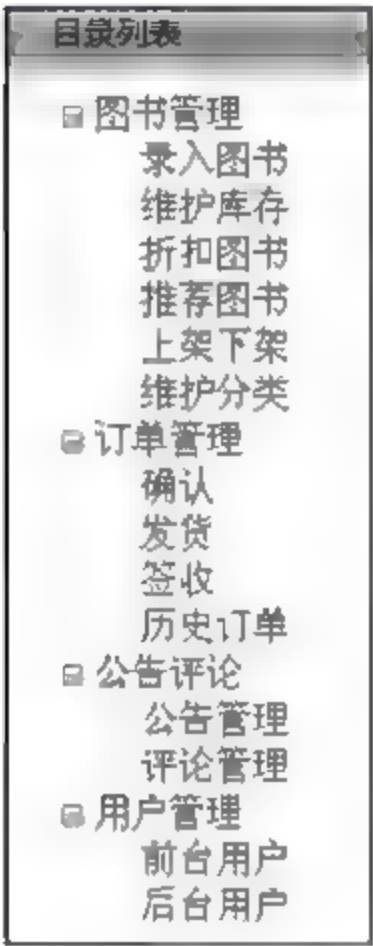 目录列表
图书管理
录入图书
维护库存
折扣图书
推荐图书
上架下架
维护分类
订单管理
确认
发货
签收
历史订单
公告评论
公告管理
评论管理
用户管理
前台用户
后台用户